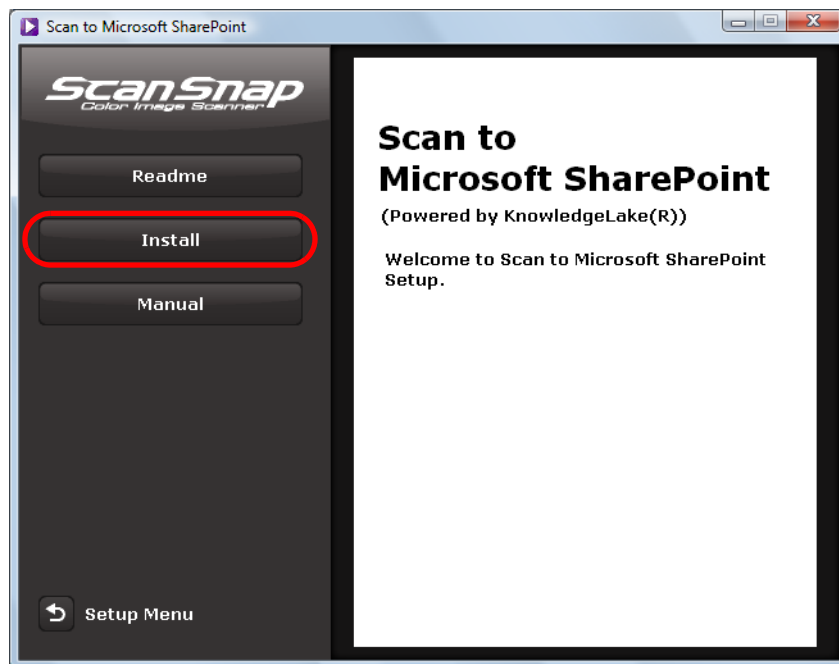 Scan to Microsoft SharePoint
ScanSnap
Color Image Scanner
Readme
Install
Manual
Setup Menu
Scan to
Microsoft SharePoint
(Powered by KnowledgeLake(R))
Welcome to Scan to Microsoft SharePoint
Setup.